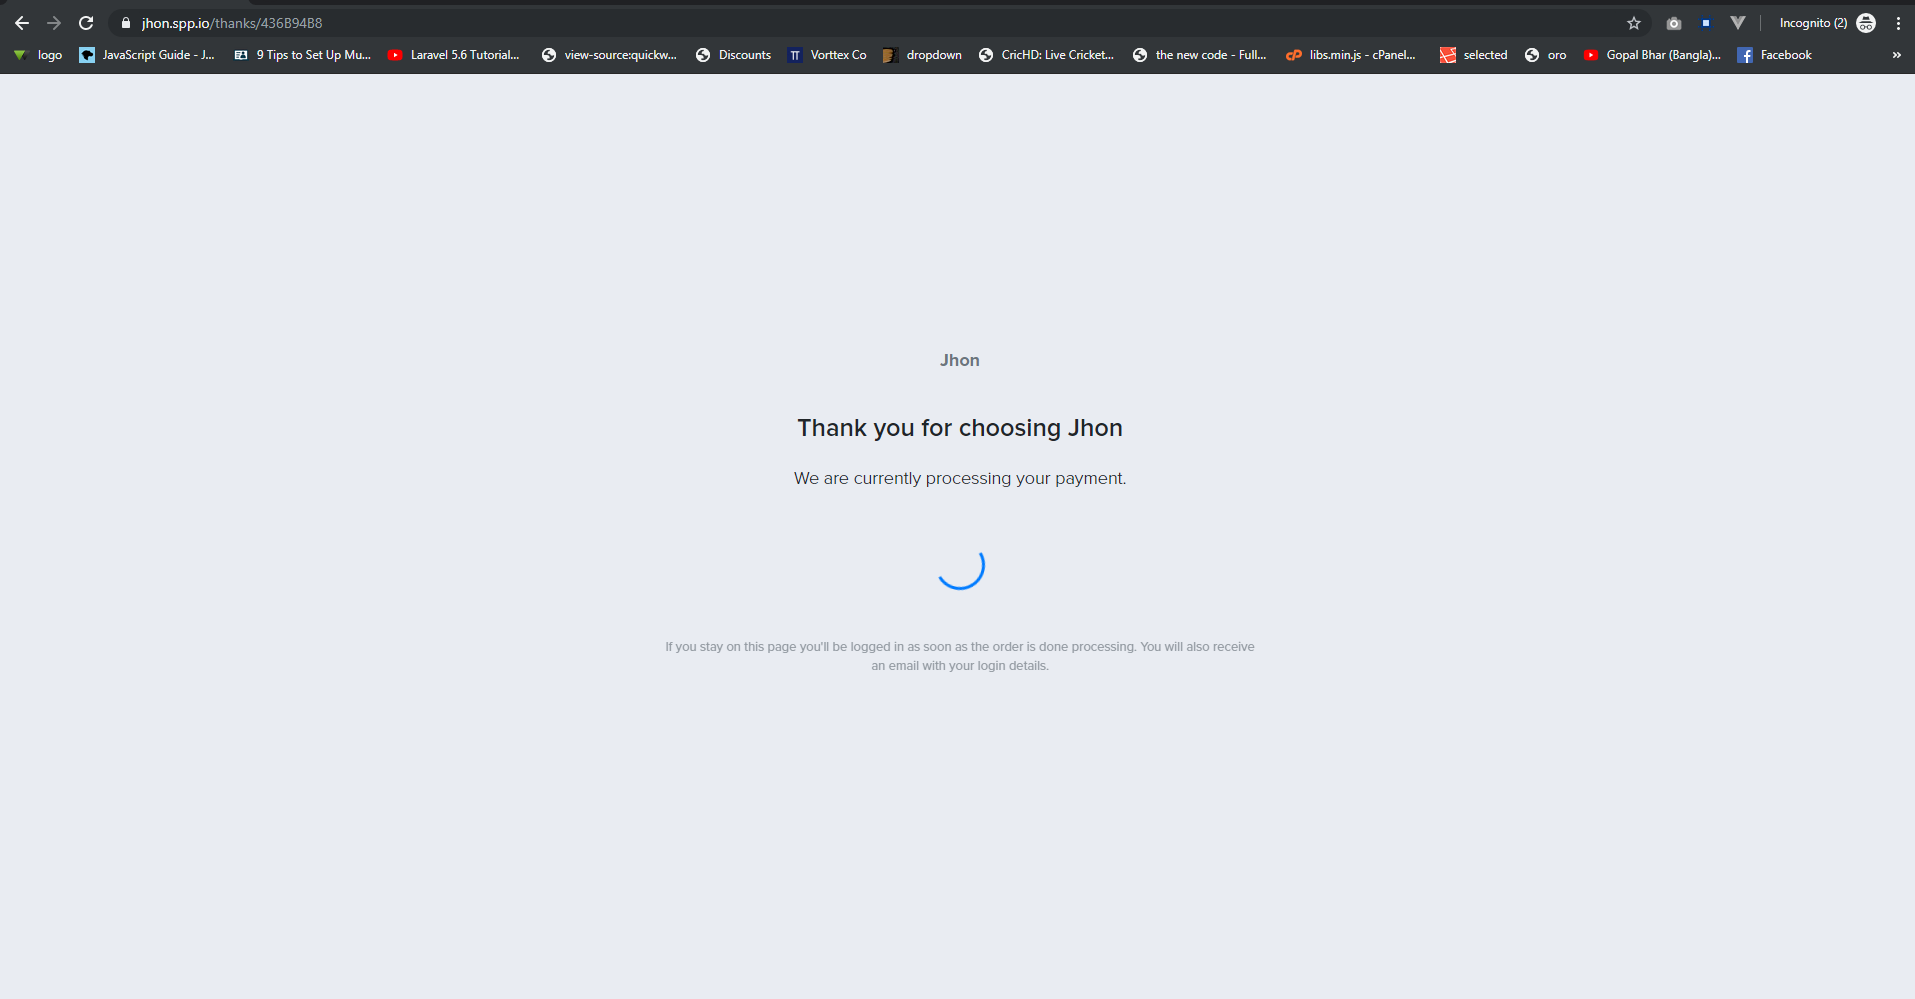 jhon.spp.io/thanks/436B94B8
Incognito (2)
logo
JavaScript Guide - J...
9 Tips to Set Up Mu...
Laravel 5.6 Tutorial...
view-source:quickw...
Discounts
Vorttex Co
dropdown
CricHD: Live Cricket...
the new code - Full...
libs.min.js - cPanel...
selected
oro
Gopal Bhar (Bangla)...
Facebook
»
Jhon
Thank you for choosing Jhon
We are currently processing your payment.
If you stay on this page you'll be logged in as soon as the order is done processing. You will also receive
an email with your login details.